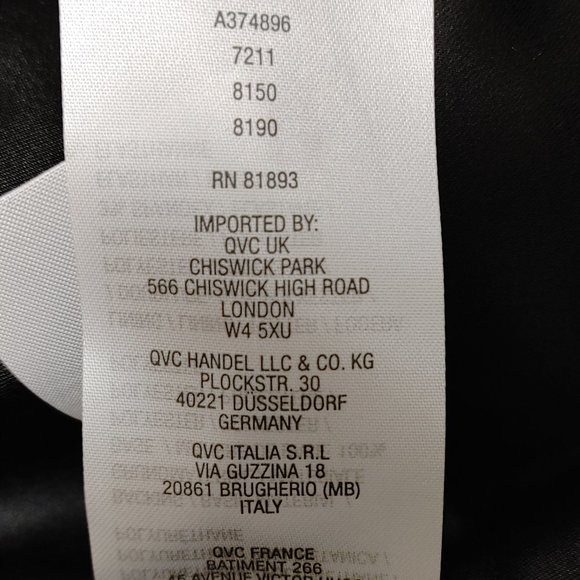 A374896
7211
8150
8190
RN 81893
IMPORTED BY:
QVC UK
CHISWICK PARK
566 CHISWICK HIGH ROAD
LONDON
W4 5XU
QVC HANDEL LLC & CO. KG
PLOCKSTR. 30
40221 DÜSSELDORF
GERMANY
QVC ITALIA S.R.L
VIA GUZZINA 18
20861 BRUGHERIO (MB)
ITALY
QVC FRANCE
BATIMENT 266
AVENUE VICTOR